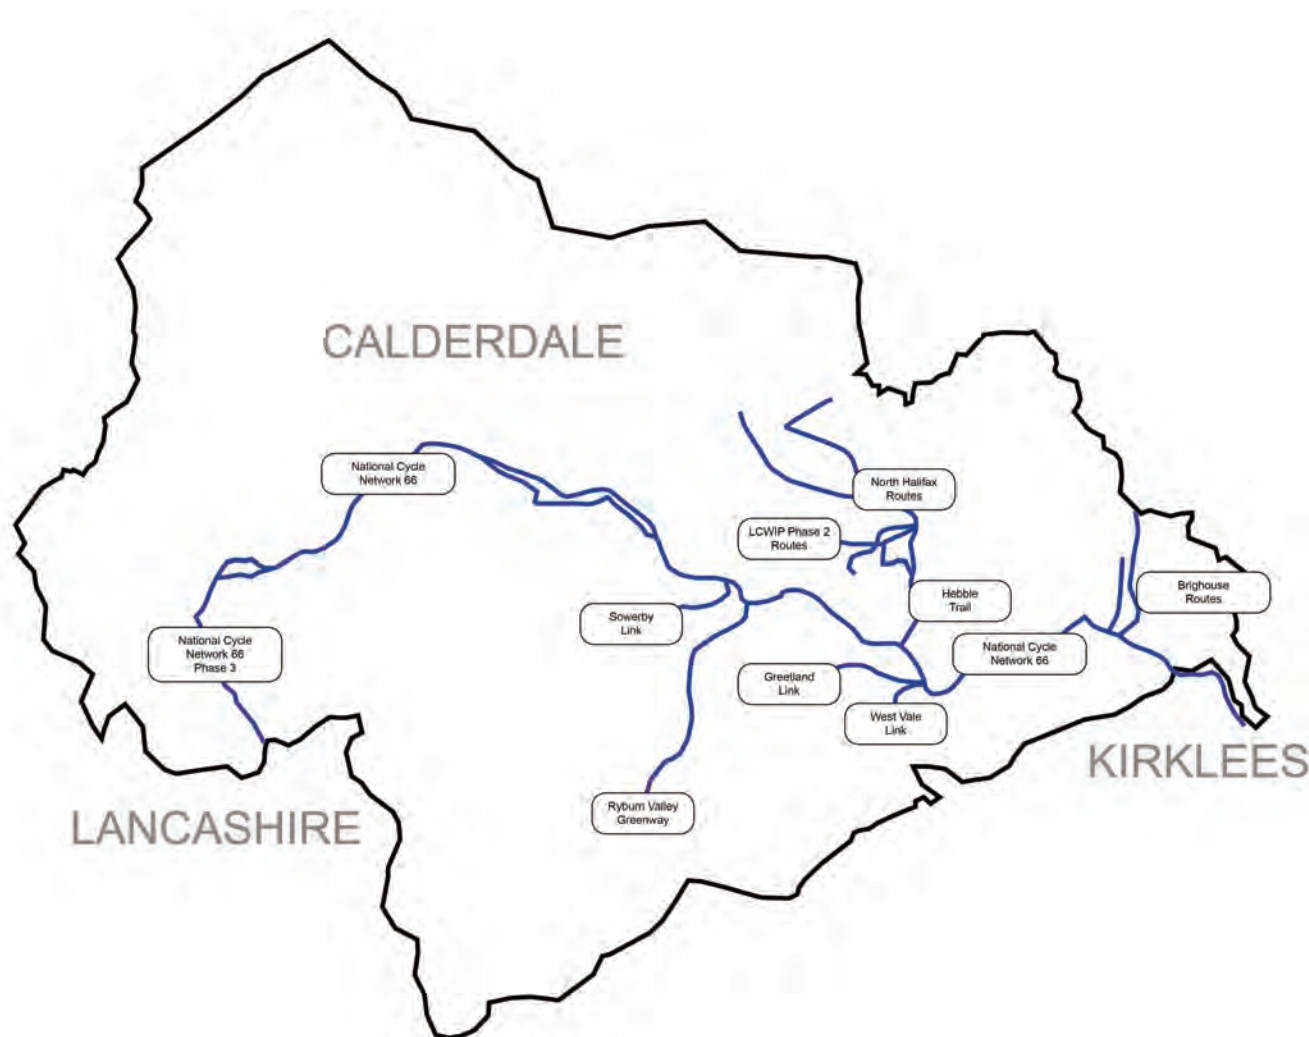 CALDERDALE
National Cycle
Network 66
North Halifax
Routes
LCWIP Phase 2
Routes
Brighouse
Routes
Hebble
Trail
Sowerby
Link
National Cycle
Network 66
Phase 3
National Cycle
Network 66
Greetland
Link
West Vale
Link
KIRKLEES
Ryburn Valley
Greenway
LANCASHIRE